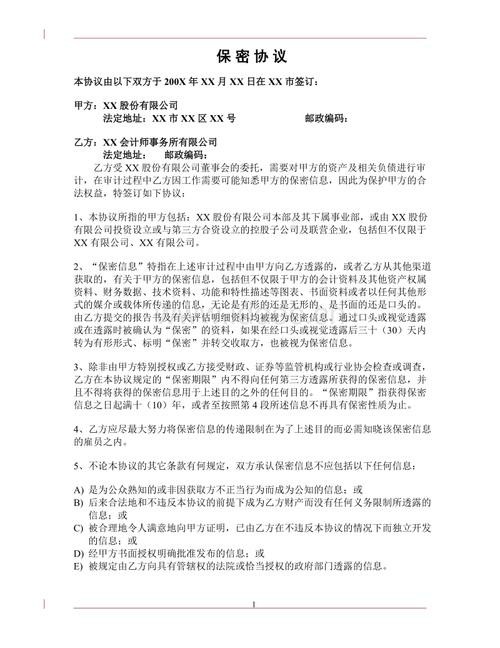 保密协议
本协议由以下双方于 200X 年 XX 月 XX 日在 XX 市签订：
甲方：XX 股份有限公司
法定地址：XX 市 XX 区 XX 号 邮政编码：
乙方：XX 会计师事务所有限公司
法定地址： 邮政编码：
乙方受 XX 股份有限公司董事会的委托，需要对甲方的资产及相关负债进行审
计，在审计过程中乙方因工作需要可能知悉甲方的保密信息，因此为保护甲方的合
法权益，特签订如下协议：
1、本协议所指的甲方包括：XX 股份有限公司本部及其下属事业部，或由 XX 股份
有限公司投资设立或与第三方合资设立的控股子公司及联营企业，包括但不仅限于
XX 有限公司、XX 有限公司。
2、“保密信息”特指在上述审计过程中由甲方向乙方透露的，或者乙方从其他渠道
获取的，有关于甲方的保密信息，包括但不仅限于甲方的会计资料及其他资产权属
资料、财务数据、技术资料、功能和特性描述等图表、书面资料或者以任何其他形
式的媒介或载体所传递的信息，无论是有形的还是无形的、是书面的还是口头的。
由乙方提交的报告书及有关评估明细资料均被视为保密信息。通过口头或视觉透露
或在透露时被确认为“保密”的资料，如果在经口头或视觉透露后三十（30）天内
转为有形形式、标明“保密”并转交收取方，也被视为保密信息。
3、除非由甲方特别授权或乙方接受财政、证券等监管机构或行业协会检查或调查，
乙方在本协议规定的“保密期限”内不得向任何第三方透露所获得的保密信息，并
且不得将获得的保密信息用于上述目的之外的任何目的。“保密期限”指获得保密
信息之日起满十（10）年，或者至按照第 4 段所述信息不再具有保密性质为止。
4、乙方应尽最大努力将保密信息的传递限制在为了上述目的而必需知晓该保密信息
的雇员之内。
5、不论本协议的其它条款有何规定，双方承认保密信息不应包括以下任何信息：
A) 是为公众熟知的或非因获取方不正当行为而成为公知的信息；或
B) 后来合法地和不违反本协议的前提下成为乙方财产而没有任何义务限制所透露的
信息；或
C) 被合理地令人满意地向甲方证明，已由乙方在不违反本协议的情况下而独立开发
的信息；或
D) 经甲方书面授权明确批准发布的信息；或
E) 被规定由乙方向具有管辖权的法院或恰当授权的政府部门透露的信息。
1